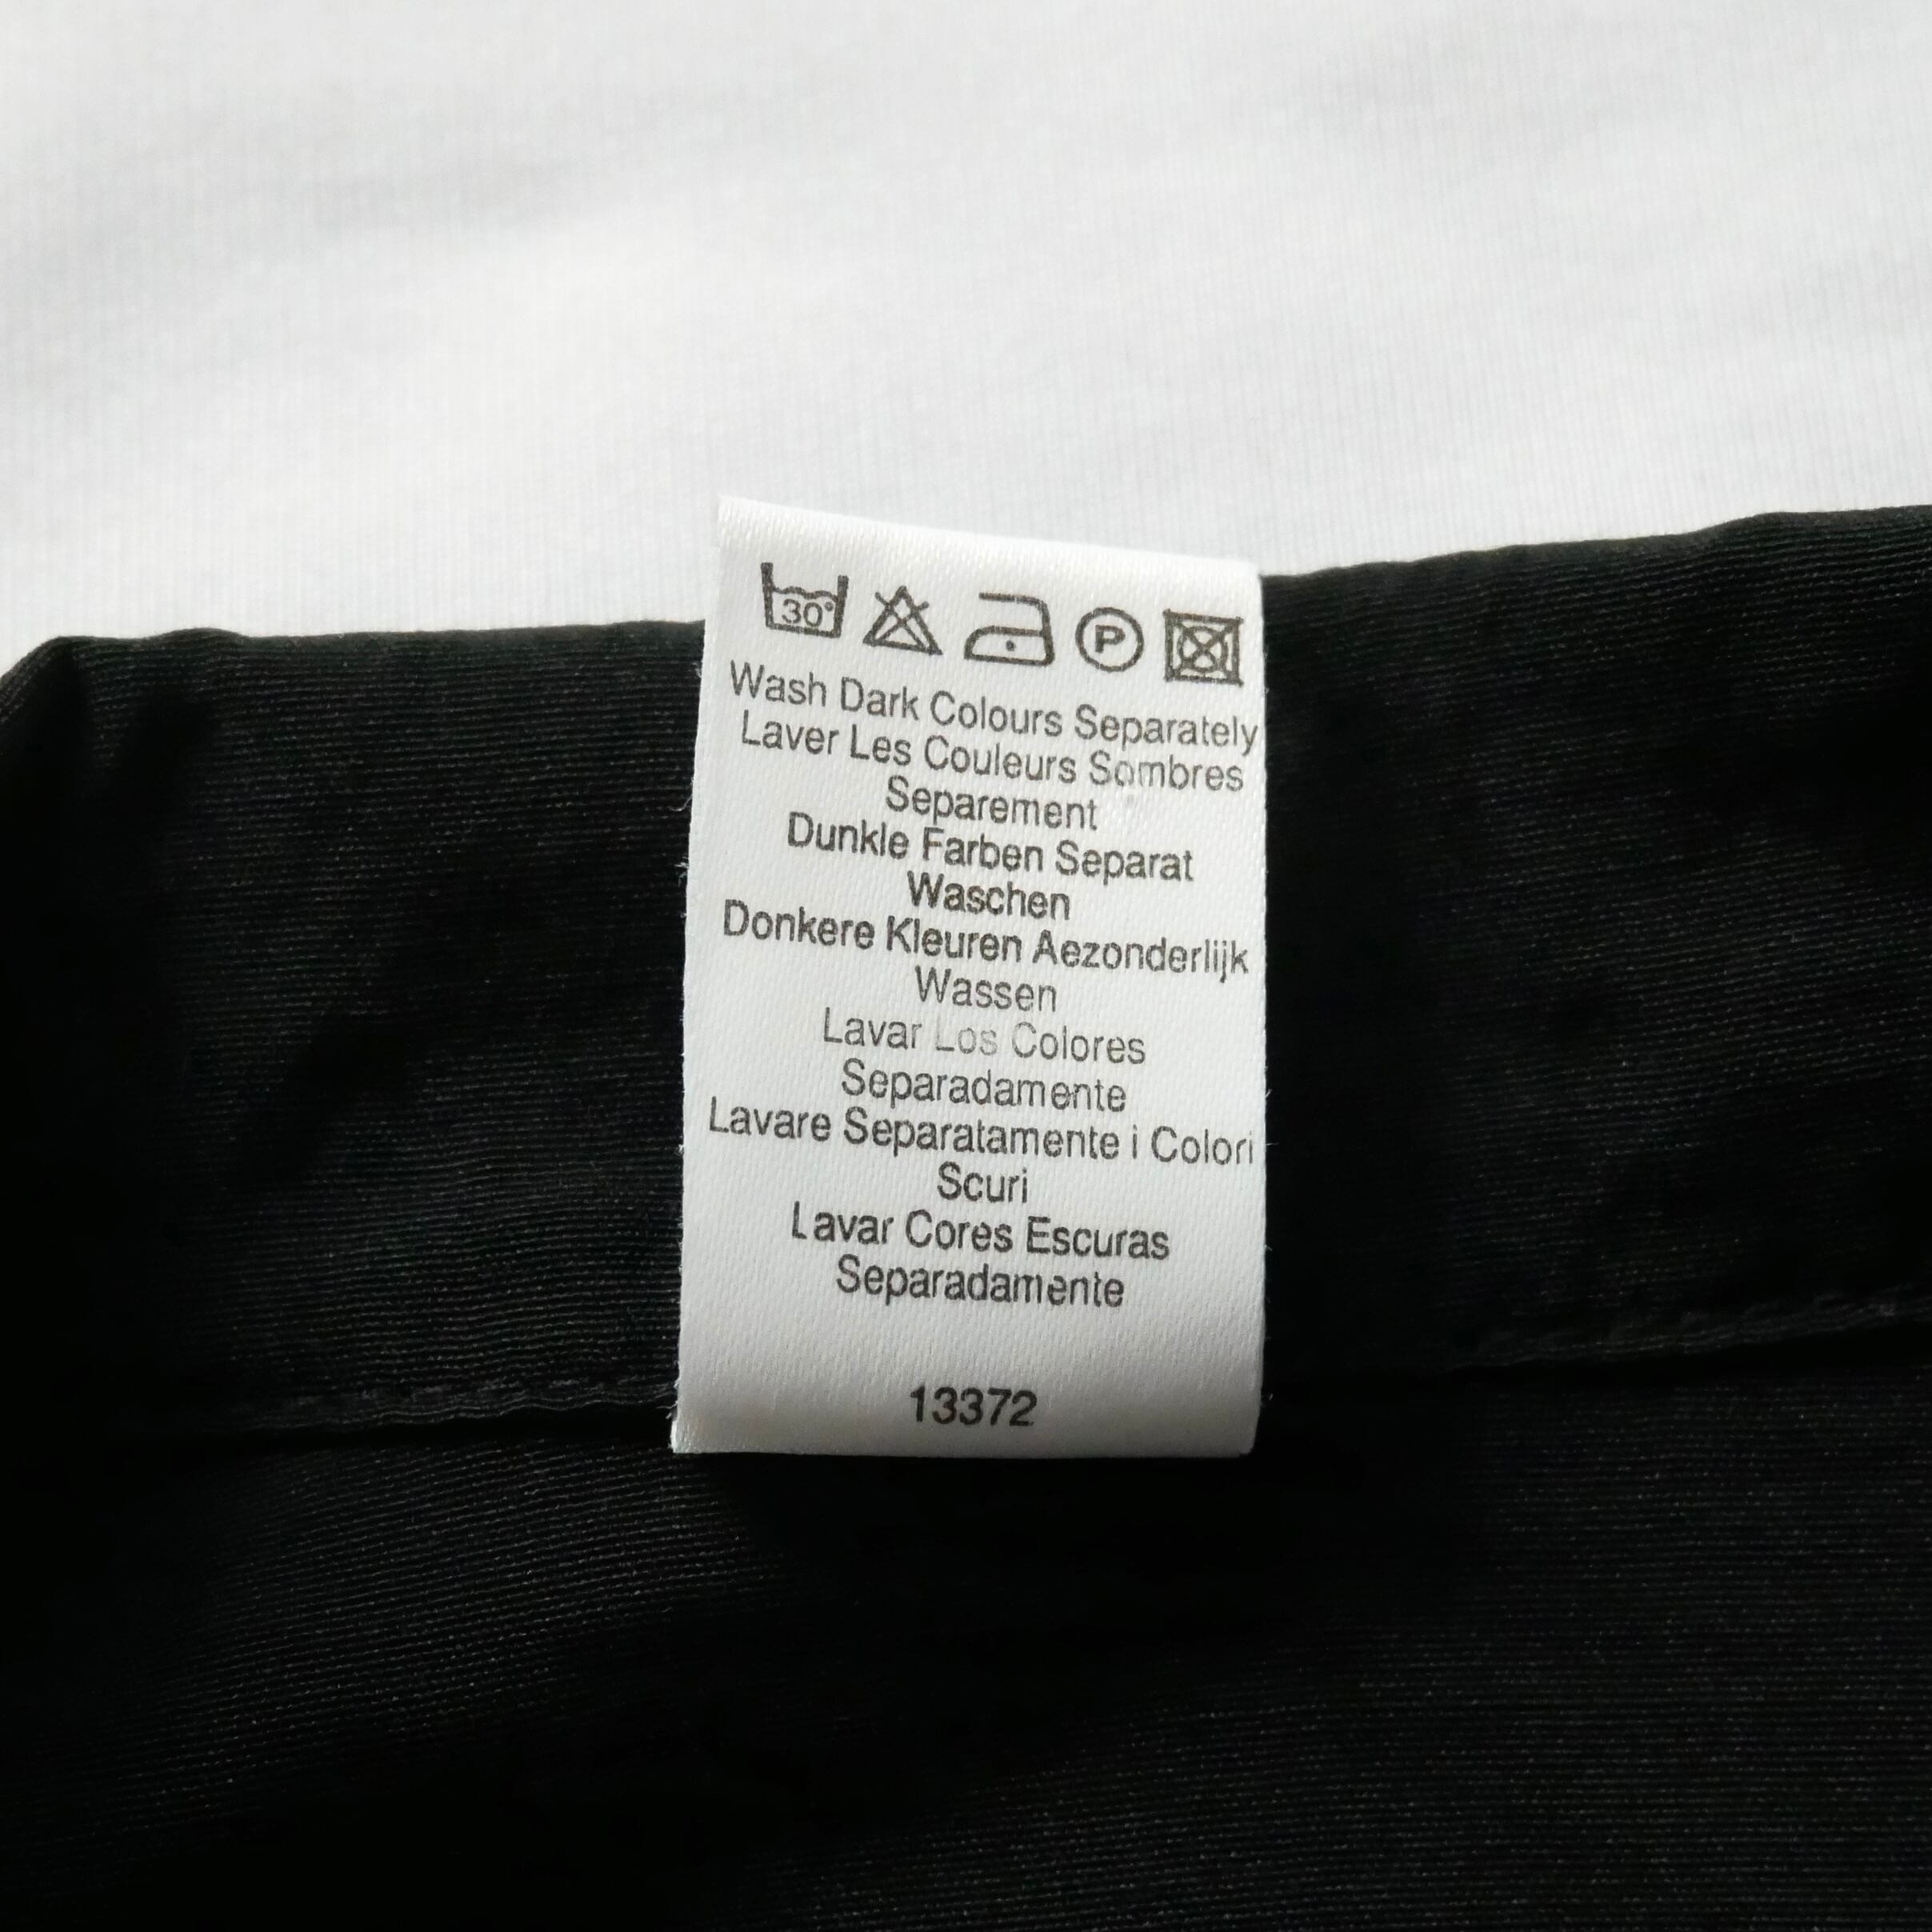 30°
P
Wash Dark Colours Separately
Laver Les Couleurs Sombres
Separement
Dunkle Farben Separat
Waschen
Donkere Kleuren Aezonderlijk
Wassen
Lavar Los Colores
Separadamente
Lavare Separatamente i Colori
Scuri
Lavar Cores Escuras
Separadamente
13372